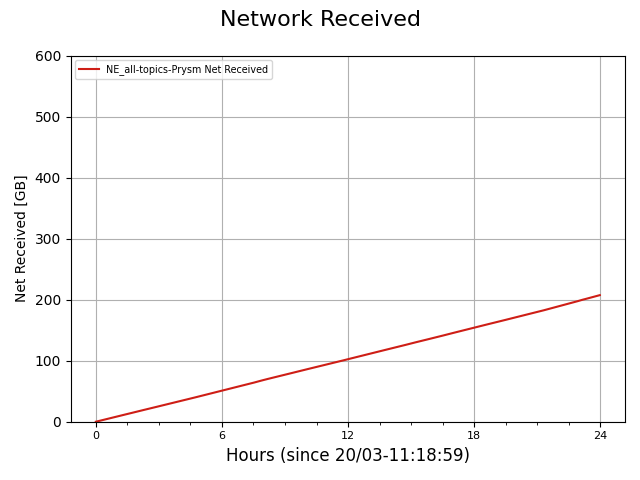 Network Received
NE_all-topics-Prysm Net Received
600
500
400
300
200
100
0
Net Received [GB]
0 6 12 18 24
Hours (since 20/03-11:18:59)